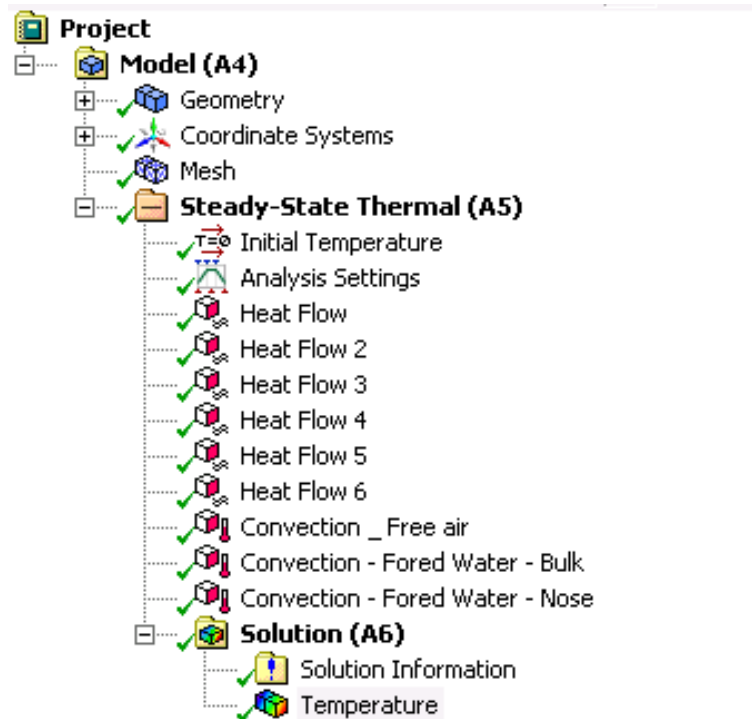 Project
Model (A4)
Geometry
Coordinate Systems
Mesh
Steady-State Thermal (A5)
T=0 Initial Temperature
Analysis Settings
Heat Flow
Heat Flow 2
Heat Flow 3
Heat Flow 4
Heat Flow 5
Heat Flow 6
Convection _ Free air
Convection - Fored Water - Bulk
Convection - Fored Water - Nose
Solution (A6)
Solution Information
Temperature